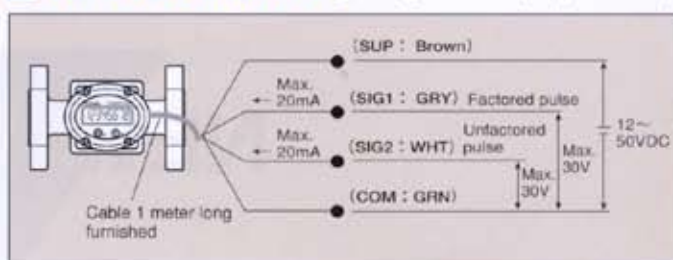 (SUP : Brown)
Max.
20mA
(SIG1 : GRY) Factored pulse
Max.
20mA
(SIG2 : WHT)
Unfactored
pulse
12～
50VDC
Max.
30V
Max.
30V
(COM : GRN)
Cable 1 meter long
furnished